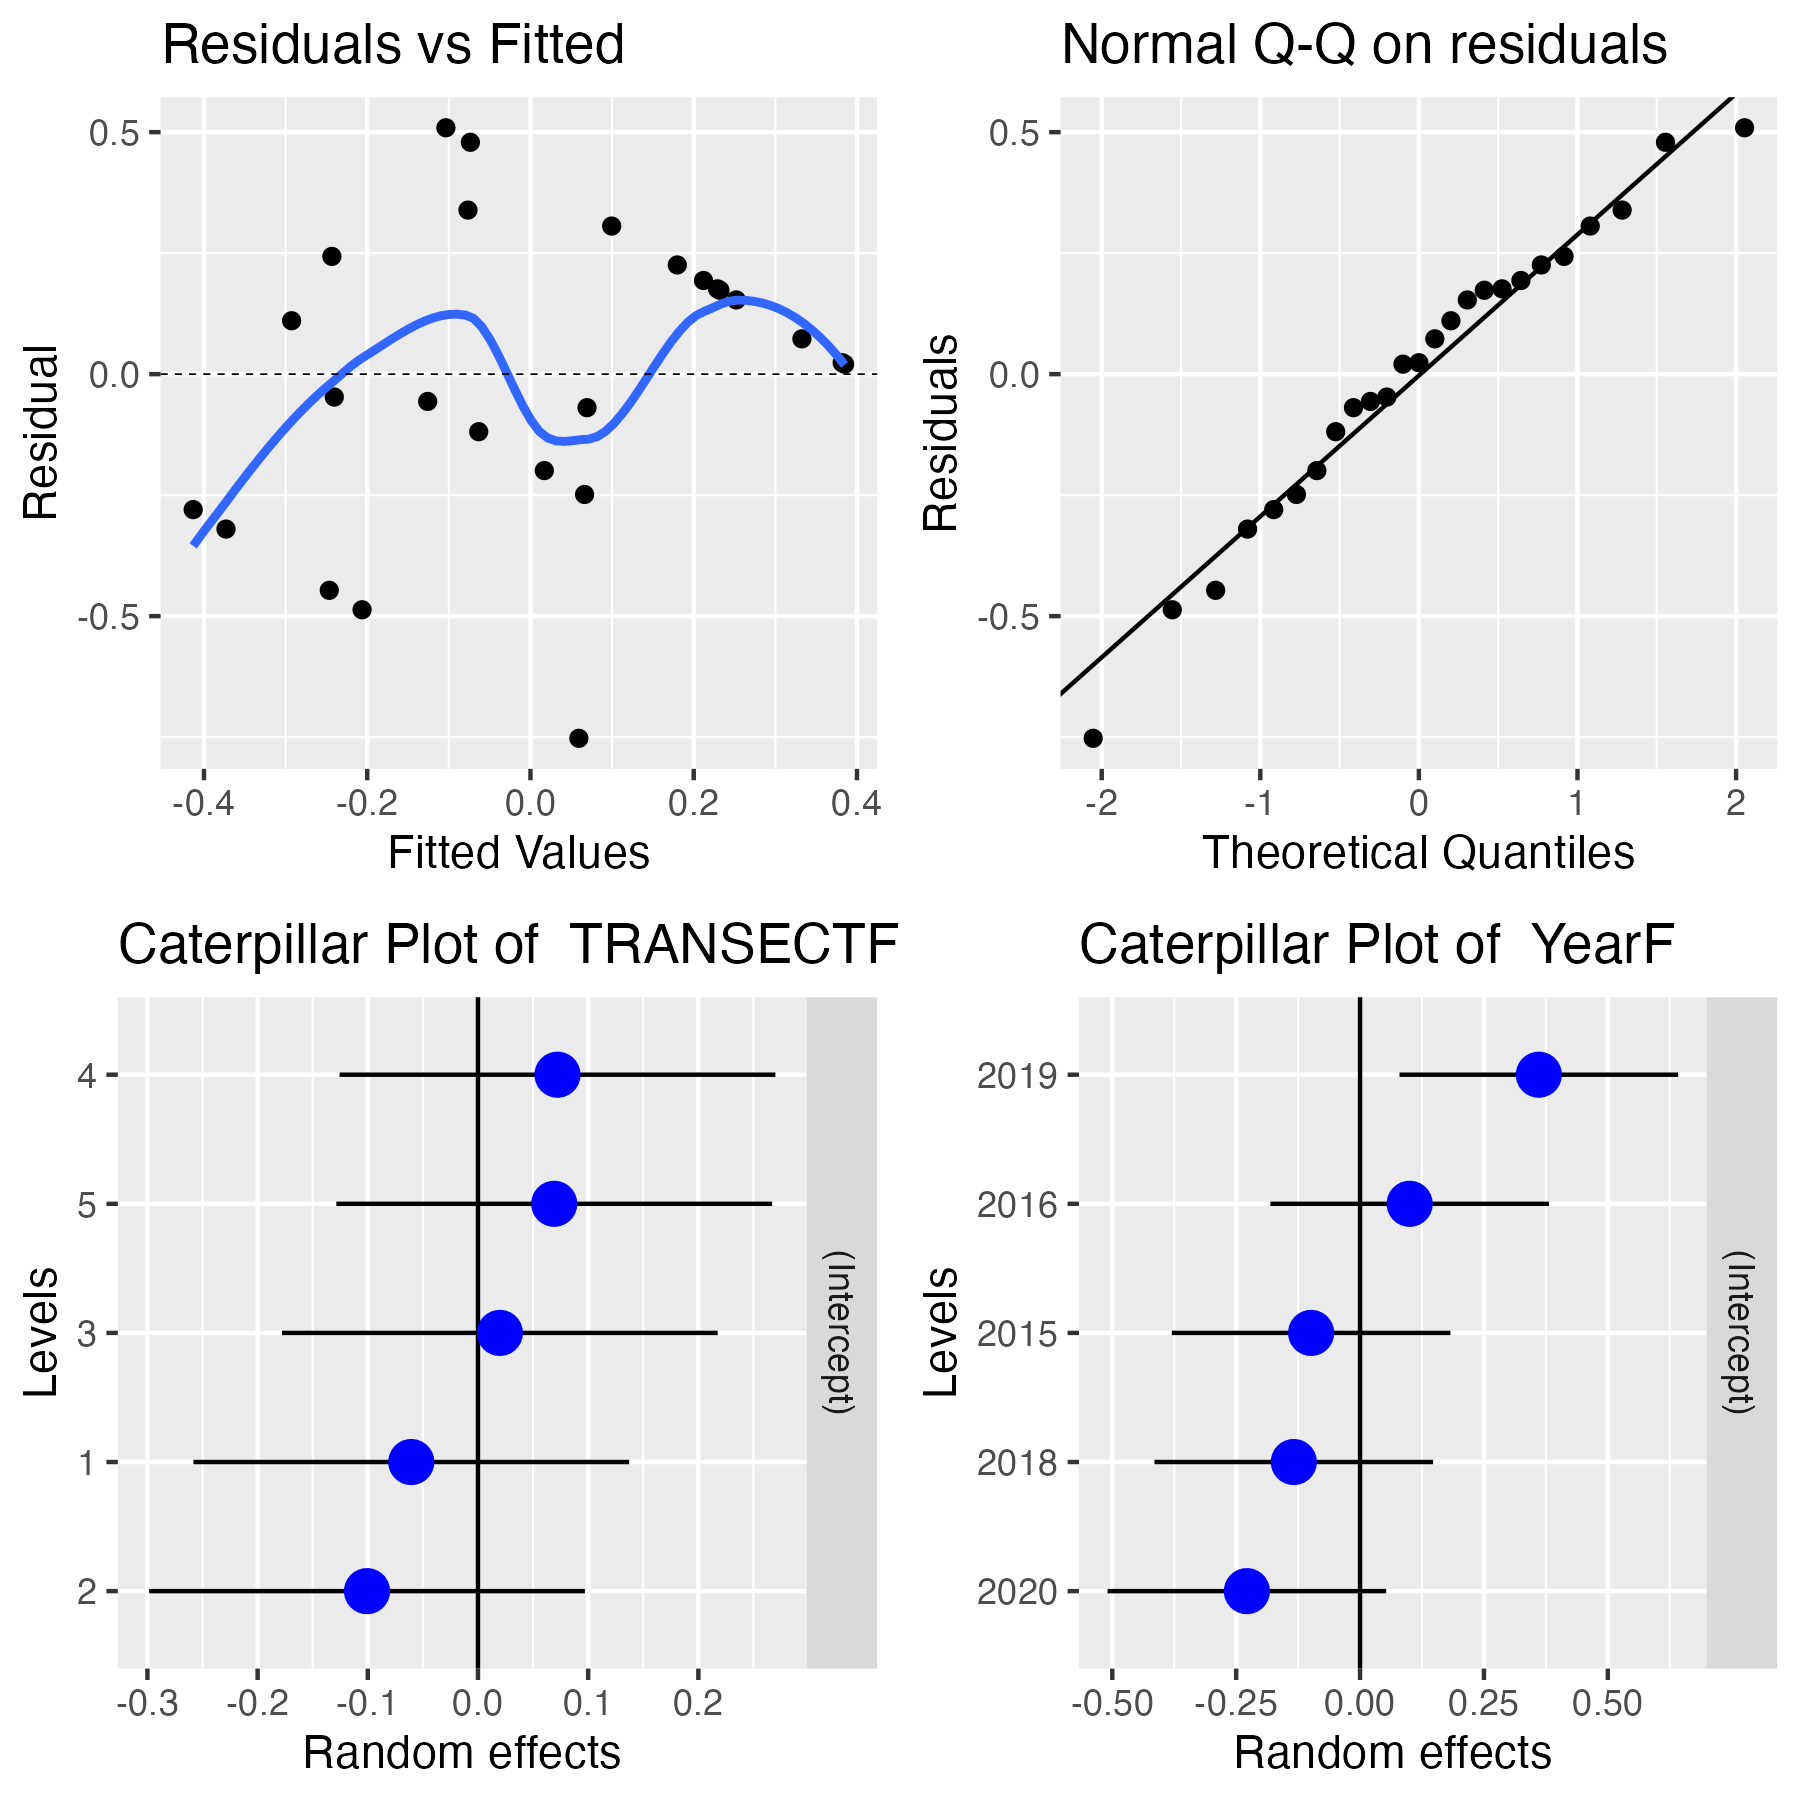 Residuals vs Fitted
0.5
0.0
-0.5
Residual
-0.4 -0.2 0.0 0.2 0.4
Fitted Values
Normal Q-Q on residuals
0.5
0.0
-0.5
Residuals
-2 -1 0 1 2
Theoretical Quantiles
Caterpillar Plot of  TRANSECTF
4
5
3
1
2
Levels
(Intercept)
-0.3 -0.2 -0.1 0.0 0.1 0.2
Random effects
Caterpillar Plot of  YearF
2019
2016
2015
2018
2020
Levels
(Intercept)
-0.50 -0.25 0.00 0.25 0.50
Random effects